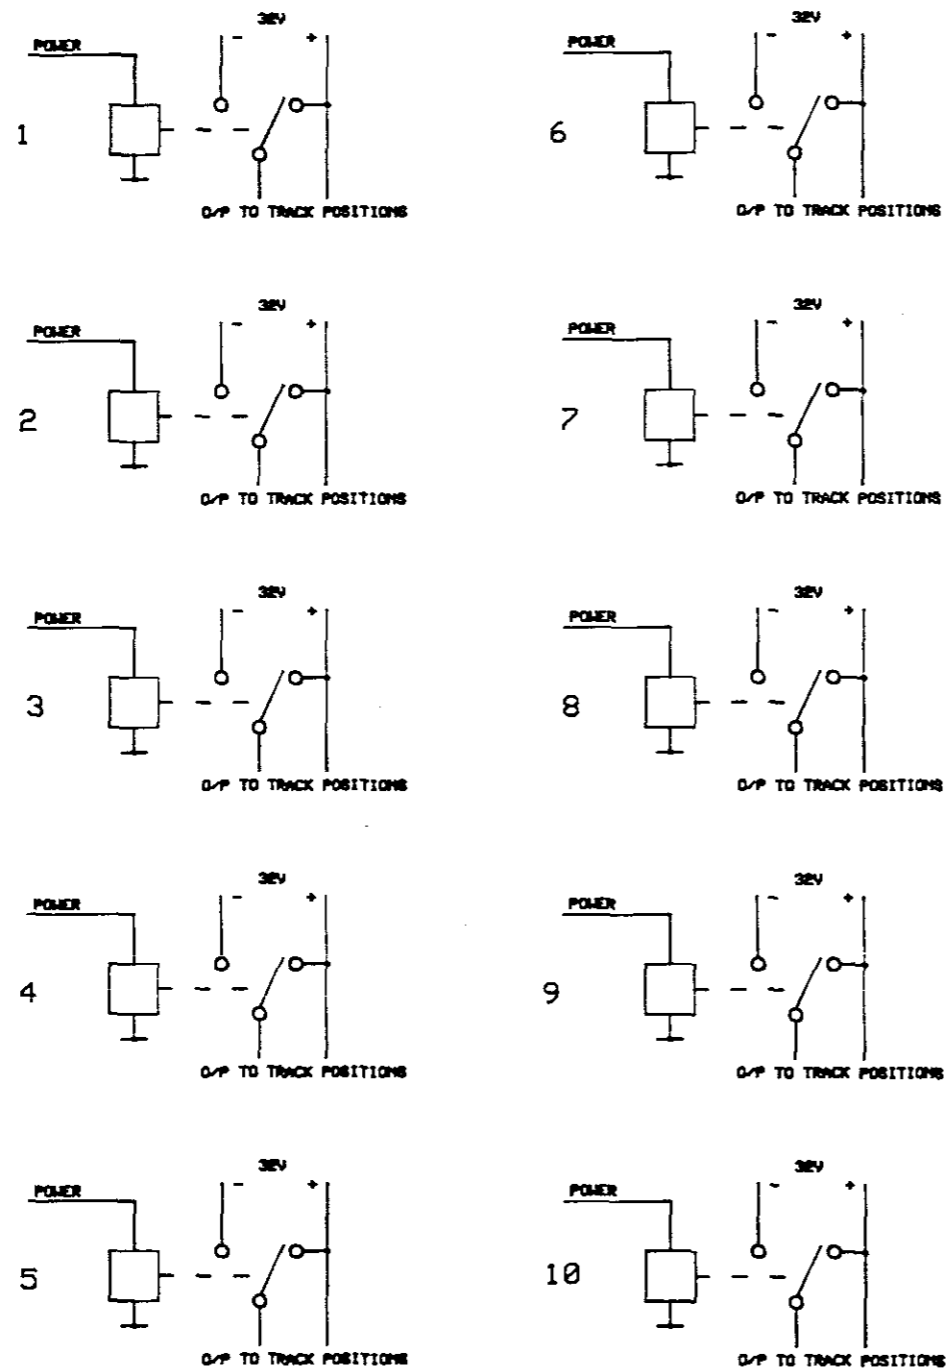 32V
- +
POWER
1
O/P TO TRACK POSITIONS
32V
- +
POWER
2
O/P TO TRACK POSITIONS
32V
- +
POWER
3
O/P TO TRACK POSITIONS
32V
- +
POWER
4
O/P TO TRACK POSITIONS
32V
- +
POWER
5
O/P TO TRACK POSITIONS
32V
- +
POWER
6
O/P TO TRACK POSITIONS
32V
- +
POWER
7
O/P TO TRACK POSITIONS
32V
- +
POWER
8
O/P TO TRACK POSITIONS
32V
- +
POWER
9
O/P TO TRACK POSITIONS
32V
- +
POWER
10
O/P TO TRACK POSITIONS